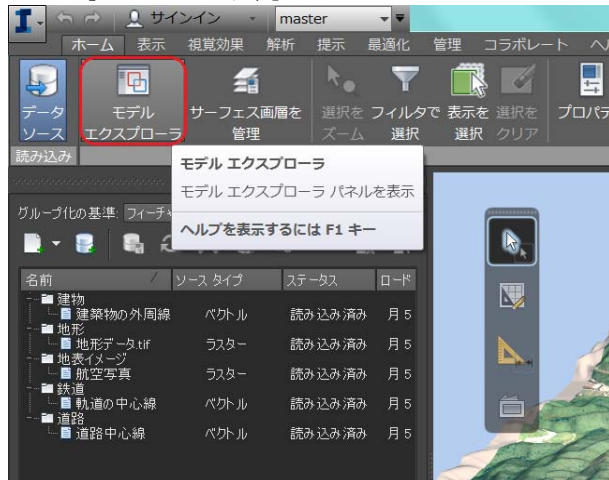 サインイン master
ホーム 表示 視覚効果 解析 提示 最適化 管理 コラボレート
データ ソース
モデル エクスプローラ
サーフェス画層を 管理
選択を ズーム
フィルタで 選択
表示を 選択
選択を クリア
読み込み
モデル エクスプローラ
モデル エクスプローラ パネルを表示
ヘルプを表示するには F1 キー
グループ化の基準:
名前 ソース タイプ ステータス ロード
建物
建築物の外周線 ベクトル 読み込み済み 月 5
地形
地形データ.tif ラスター 読み込み済み 月 5
地表イメージ
航空写真 ラスター 読み込み済み 月 5
鉄道
軌道の中心線 ベクトル 読み込み済み 月 5
道路
道路中心線 ベクトル 読み込み済み 月 5